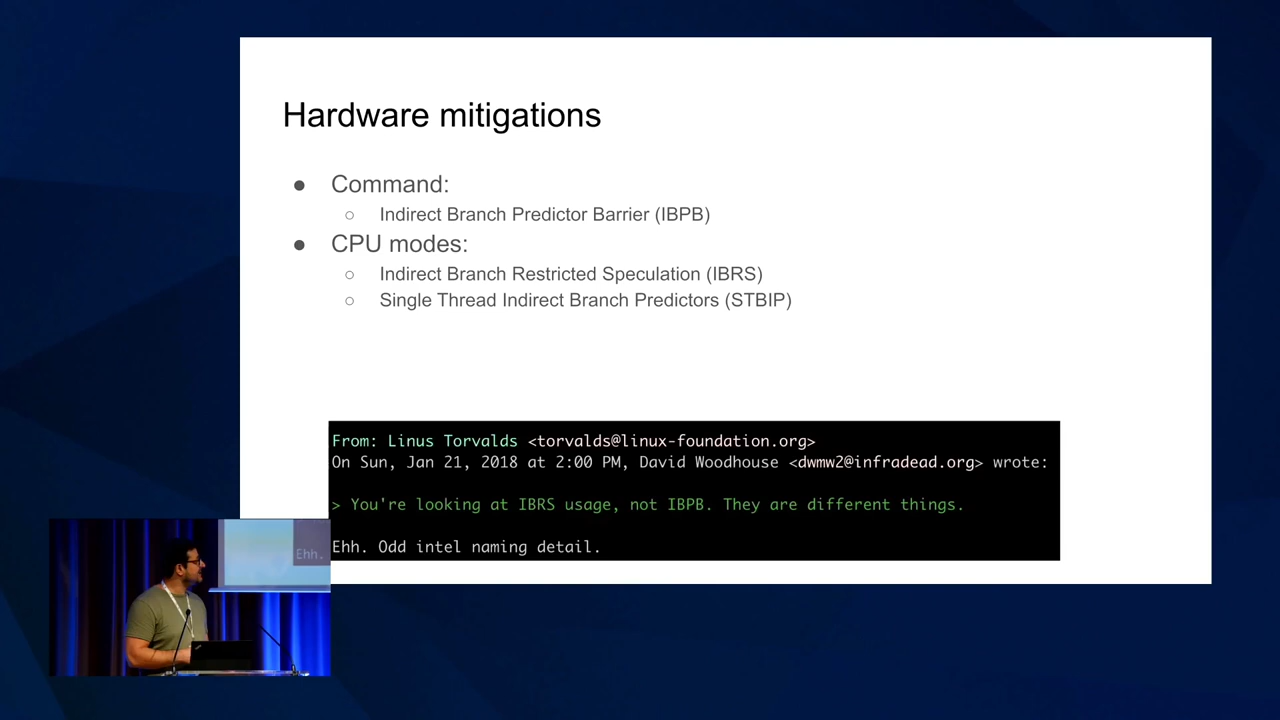 Hardware mitigations
● Command:
○ Indirect Branch Predictor Barrier (IBPB)
● CPU modes:
○ Indirect Branch Restricted Speculation (IBRS)
○ Single Thread Indirect Branch Predictors (STBIP)
From: Linus Torvalds <torvalds@linux-foundation.org>
On Sun, Jan 21, 2018 at 2:00 PM, David Woodhouse <dwmw2@infradead.org> wrote:
> You're looking at IBRS usage, not IBPB. They are different things.
Ehh. Odd intel naming detail.
Ehh.